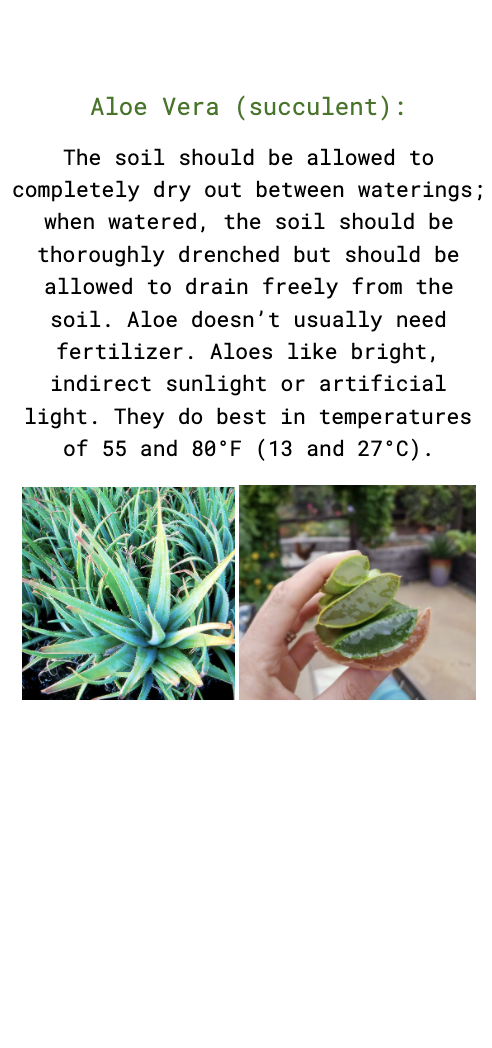 Aloe Vera (succulent):
The soil should be allowed to
completely dry out between waterings;
when watered, the soil should be
thoroughly drenched but should be
allowed to drain freely from the
soil. Aloe doesn’t usually need
fertilizer. Aloes like bright,
indirect sunlight or artificial
light. They do best in temperatures
of 55 and 80°F (13 and 27°C).